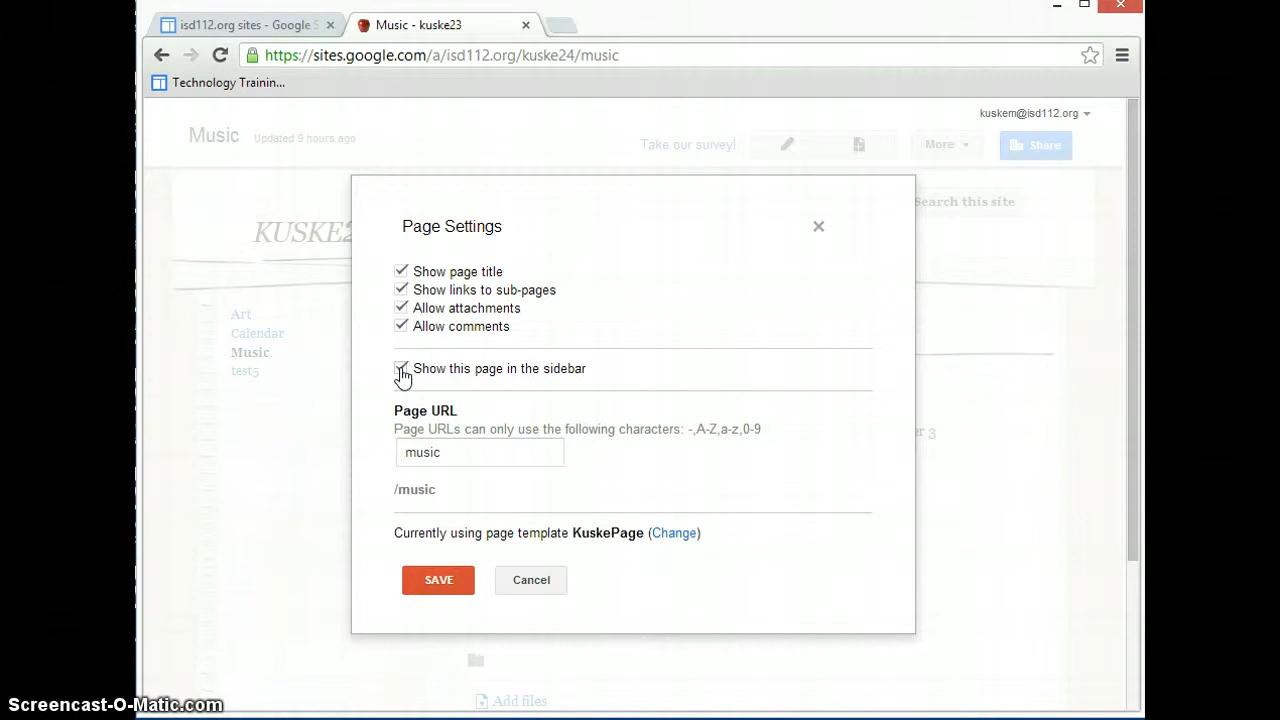 isd112.org sites - Google S
Music - kuske23
https://sites.google.com/a/isd112.org/kuske24/music
Technology Trainin...
kuskem@isd112.org
Music
Updated 9 hours ago
Take our survey!
More
Share
Search this site
KUSKE2
Page Settings
Show page title
Show links to sub-pages
Allow attachments
Allow comments
Art
Calendar
Music
test5
Show this page in the sidebar
Page URL
Page URLs can only use the following characters: -,A-Z,a-z,0-9
music
/music
Currently using page template KuskePage (Change)
SAVE
Cancel
Add files
Screencast-O-Matic.com